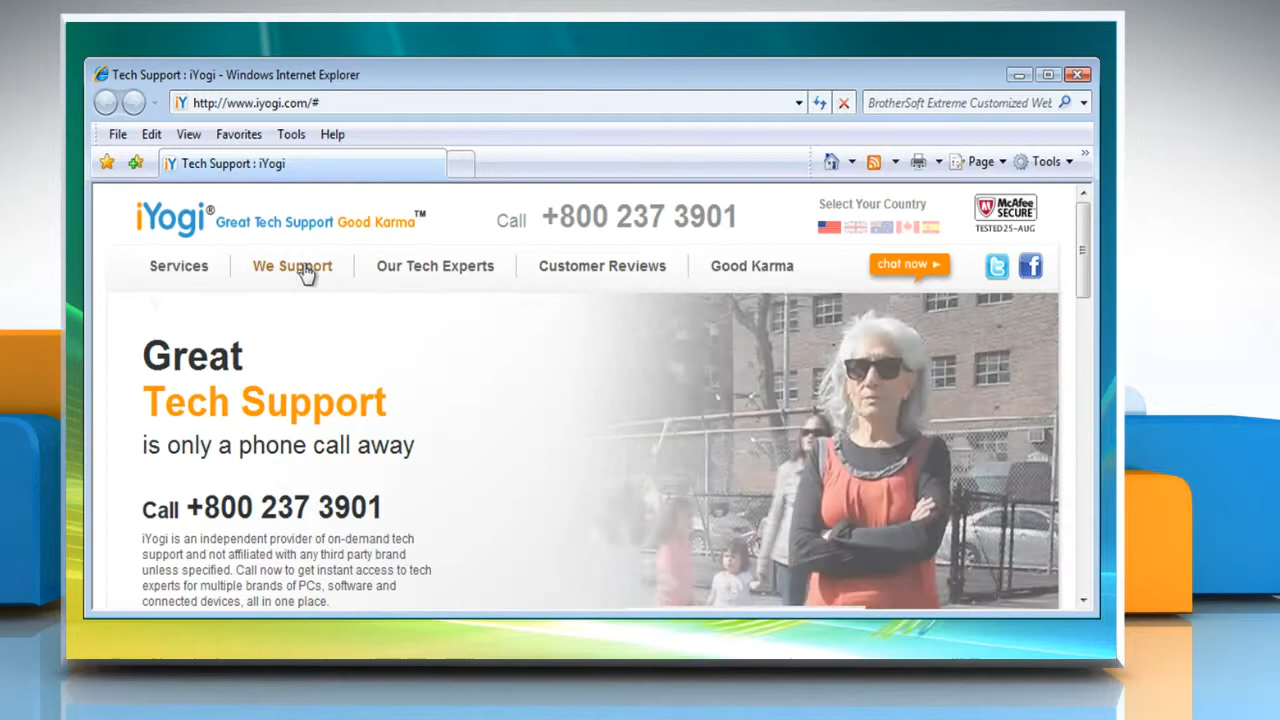 Tech Support : iYogi - Windows Internet Explorer
http://www.iyogi.com/#
BrotherSoft Extreme Customized Wet
File Edit View Favorites Tools Help
Tech Support : iYogi
Page Tools
iYogi® Great Tech Support Good Karma™
Call +800 237 3901
Select Your Country
McAfee SECURE
TESTED 25-AUG
Services We Support Our Tech Experts Customer Reviews Good Karma chat now
Great
Tech Support
is only a phone call away
Call +800 237 3901
iYogi is an independent provider of on-demand tech
support and not affiliated with any third party brand
unless specified. Call now to get instant access to tech
experts for multiple brands of PCs, software and
connected devices, all in one place.